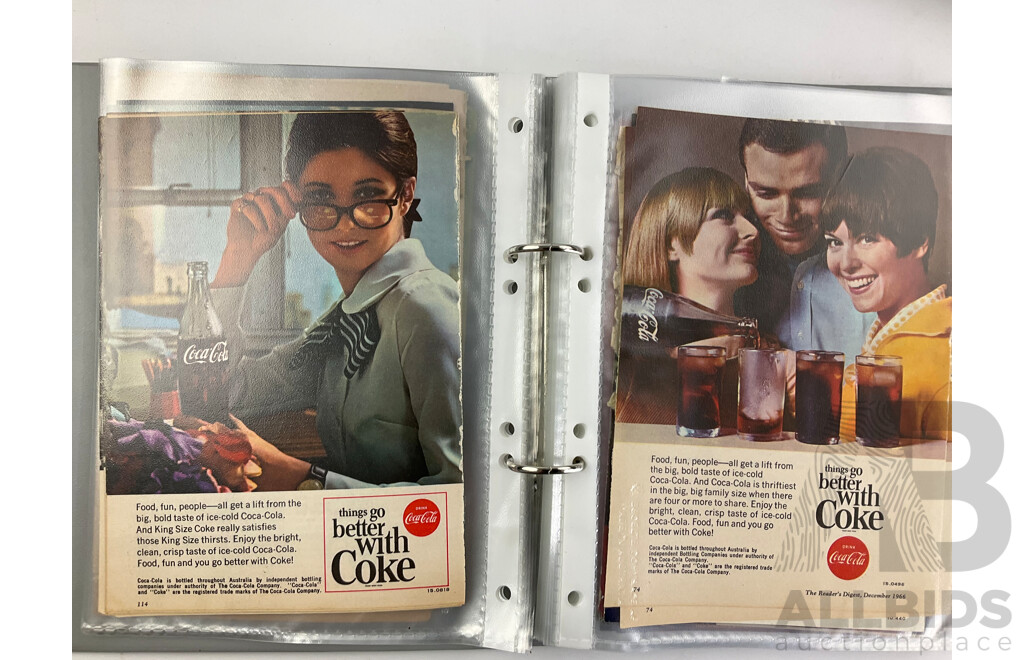 Coca-Cola
Food, fun, people—all get a lift from the
big, bold taste of ice-cold Coca-Cola.
And King Size Coke really satisfies
those King Size thirsts. Enjoy the bright,
clean, crisp taste of ice-cold Coca-Cola.
Food, fun and you go better with Coke!
Coca-Cola is bottled throughout Australia by independent bottling
companies under authority of The Coca-Cola Company. "Coca-Cola"
and "Coke" are the registered trade marks of The Coca-Cola Company.
114
things go
better
with
Coke
DRINK
Coca-Cola
15.0819
Coca-Cola
Food, fun, people—all get a lift from
the big, bold taste of ice-cold
Coca-Cola. And Coca-Cola is thriftiest
in the big, big family size when there
are four or more to share. Enjoy the
bright, clean, crisp taste of ice-cold
Coca-Cola. Food, fun and you go
better with Coke!
Coca-Cola is bottled throughout Australia by
independent Bottling Companies under authority of
The Coca-Cola Company.
"Coca-Cola" and "Coke" are the registered trade
marks of The Coca-Cola Company.
things go
better
with
Coke
DRINK
Coca-Cola
The Reader's Digest, December 1966
74
74
B
ALLBIDS
auctionplace